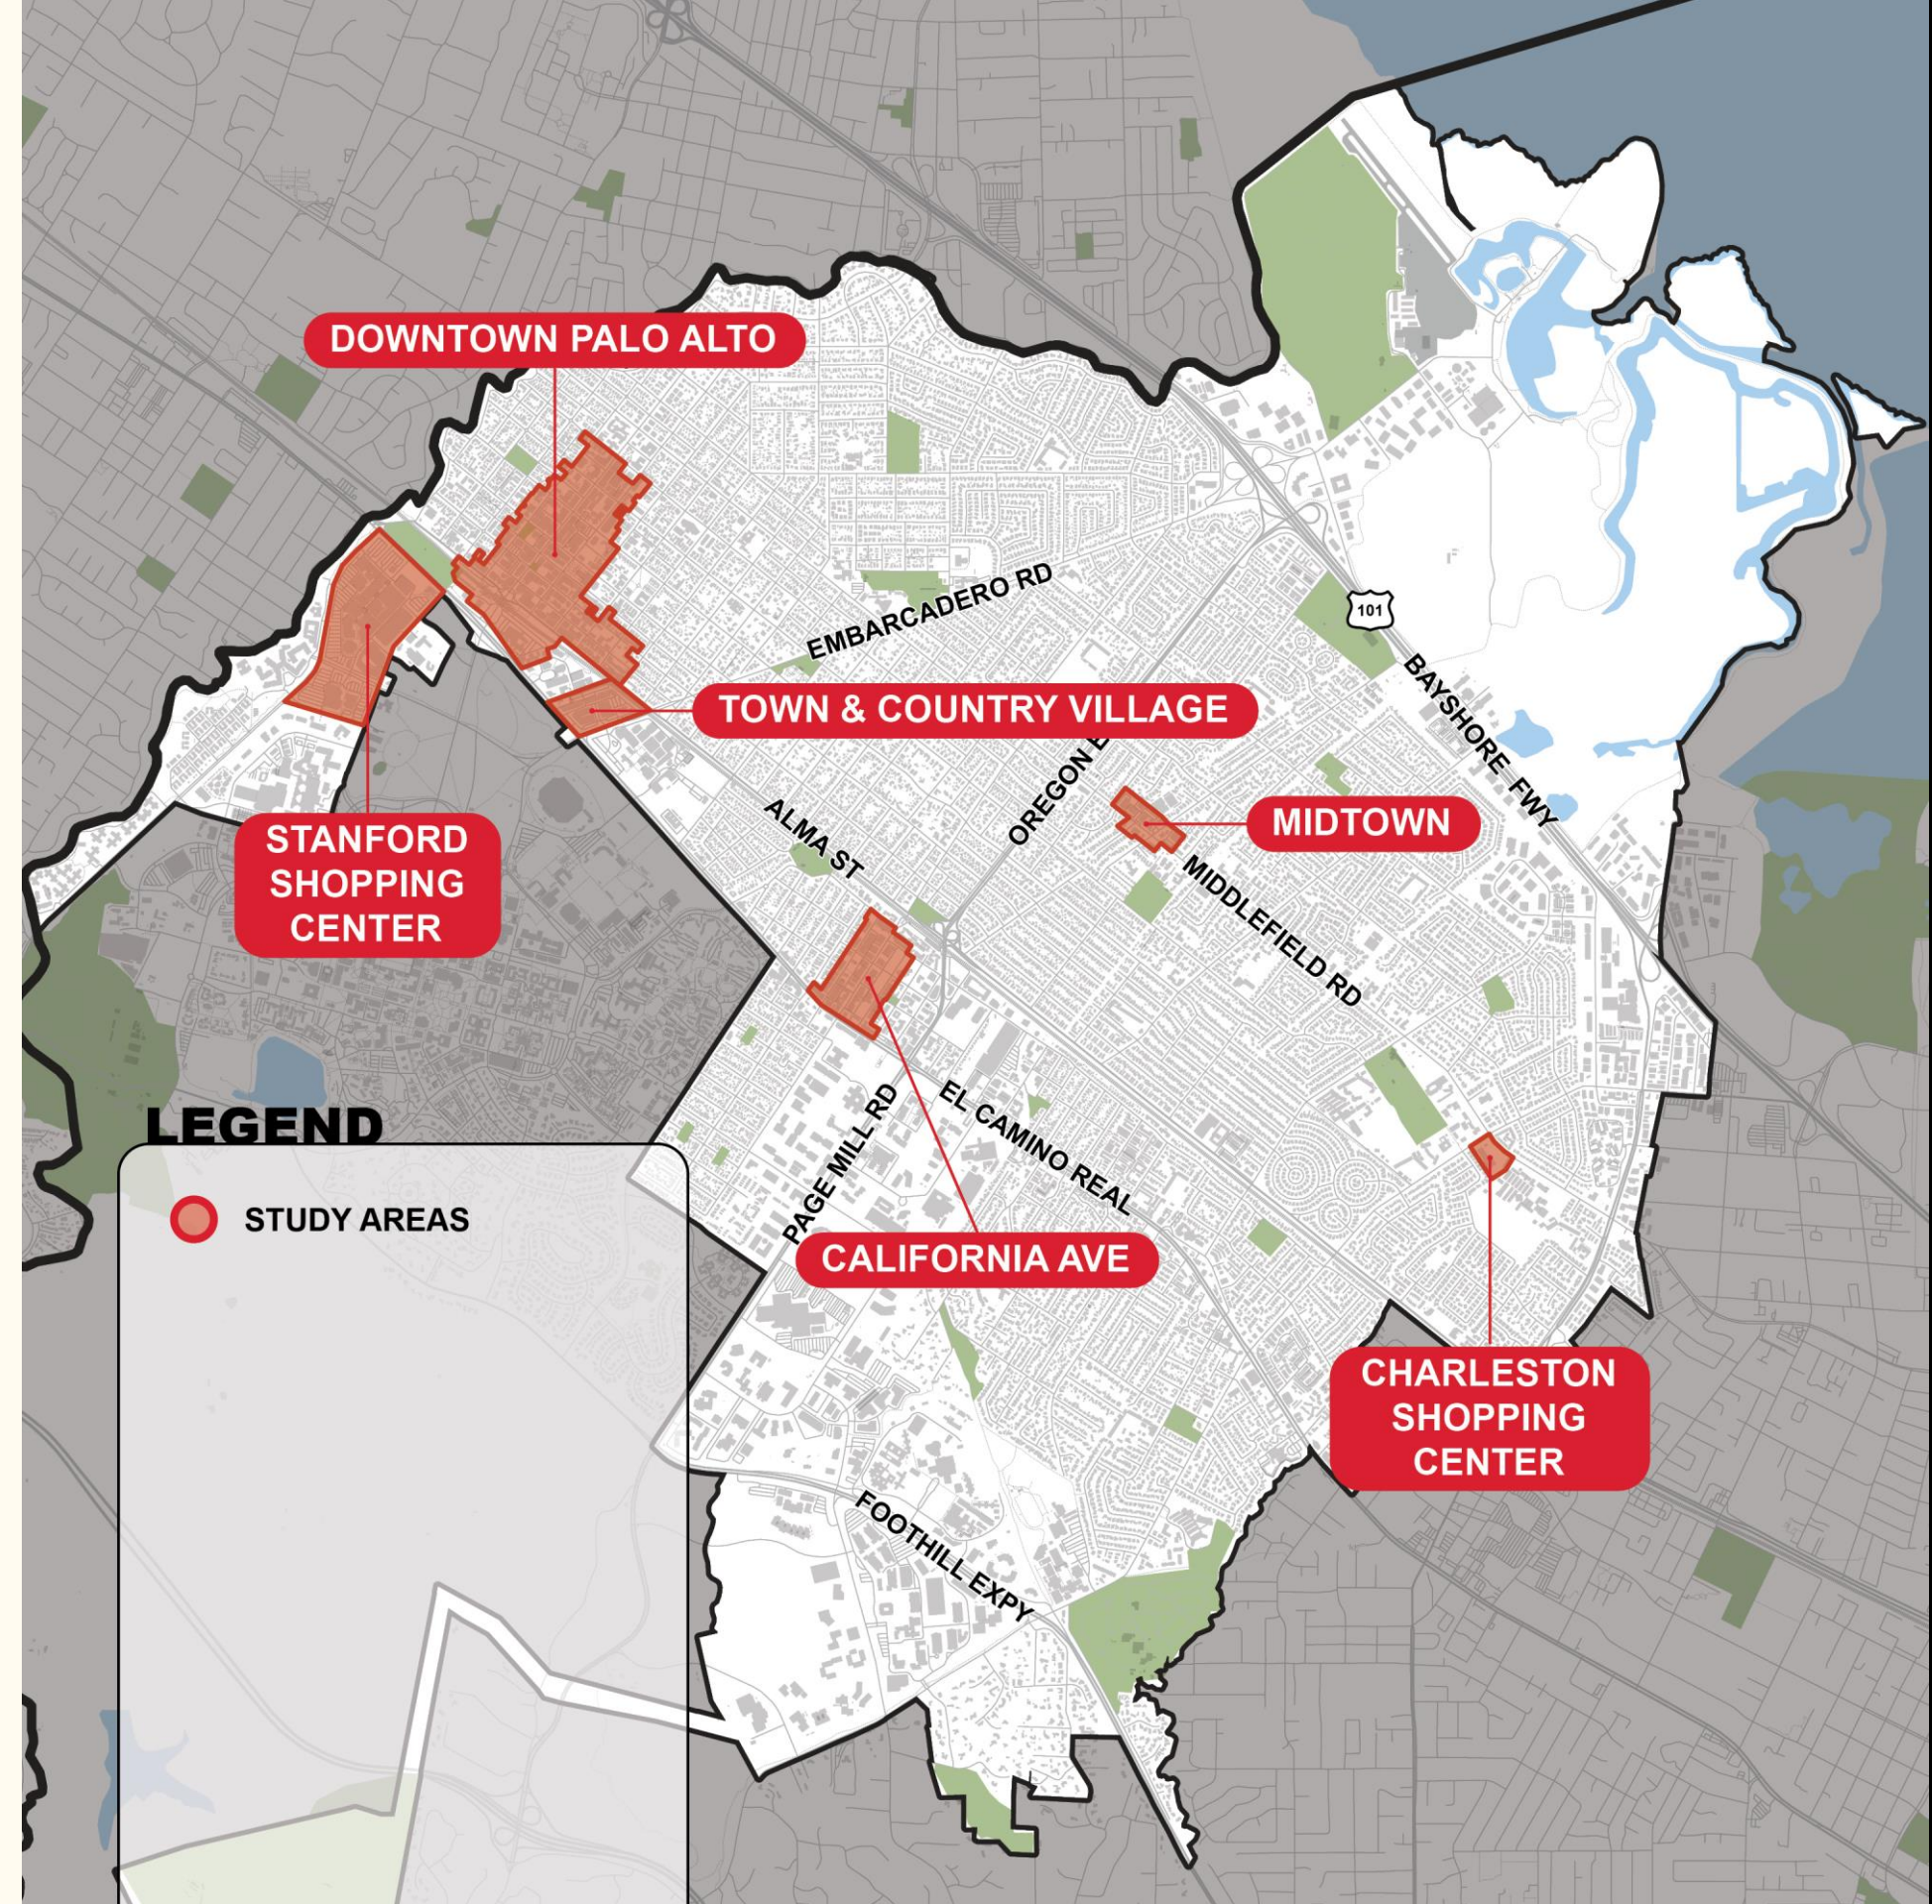 DOWNTOWN PALO ALTO
EMBARCADERO RD
101
BAYSHORE FWY
TOWN & COUNTRY VILLAGE
OREGON E
MIDTOWN
ALMA ST
STANFORD
SHOPPING
CENTER
MIDDLEFIELD RD
LEGEND
STUDY AREAS
PAGE MILL RD
EL CAMINO REAL
CALIFORNIA AVE
CHARLESTON
SHOPPING
CENTER
FOOTHILL EXPY